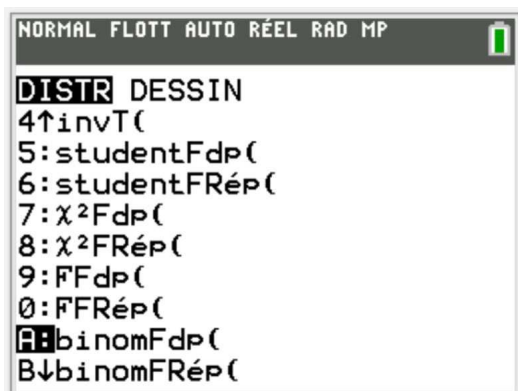 NORMAL FLOTT AUTO RÉEL RAD MP
DISTR DESSIN
4↑invT(
5:studentFdp(
6:studentFRép(
7:χ²Fdp(
8:χ²FRép(
9:FFdp(
0:FFRép(
A:binomFdp(
B↓binomFRép(